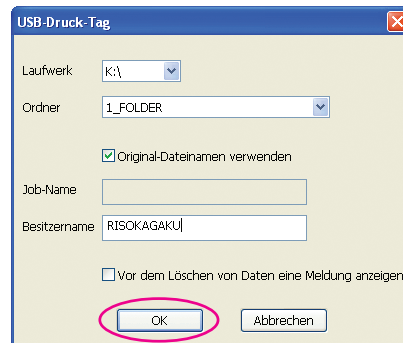 USB-Druck-Tag
Laufwerk K:\
Ordner 1_FOLDER
Original-Dateinamen verwenden
Job-Name
Besitzername RISOKAGAKU
Vor dem Löschen von Daten eine Meldung anzeigen
OK Abbrechen